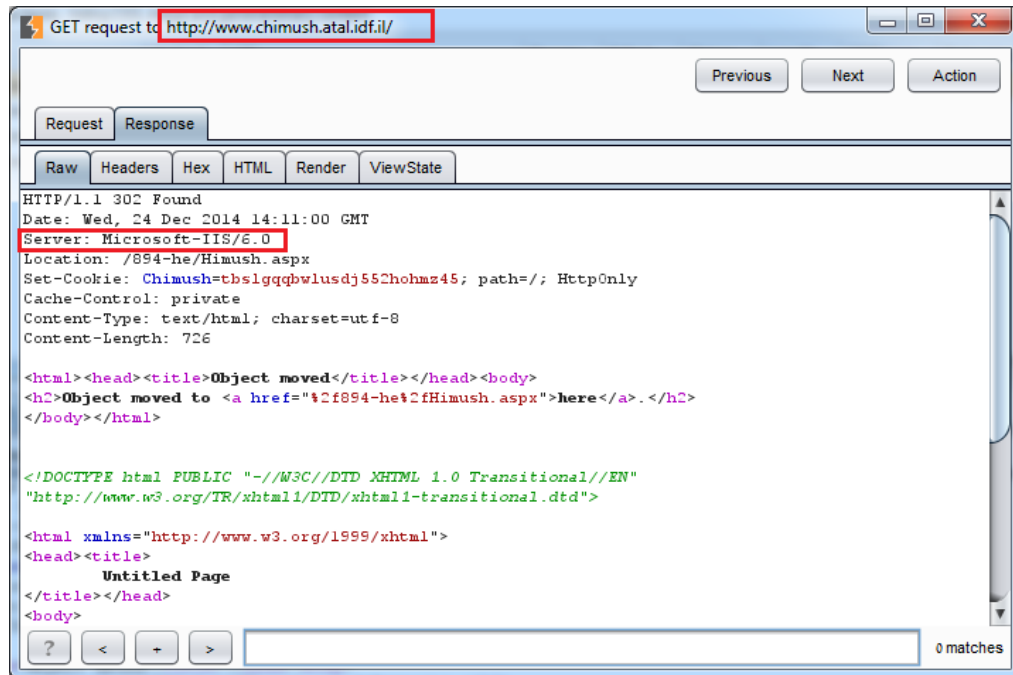 GET request to http://www.chimush.atal.idf.il/
Previous Next Action
Request Response
Raw Headers Hex HTML Render ViewState
HTTP/1.1 302 Found
Date: Wed, 24 Dec 2014 14:11:00 GMT
Server: Microsoft-IIS/6.0
Location: /894-he/Himush.aspx
Set-Cookie: Chimush=tbslgqqbwlusdj552hohmz45; path=/; HttpOnly
Cache-Control: private
Content-Type: text/html; charset=utf-8
Content-Length: 726
<html><head><title>Object moved</title></head><body>
<h2>Object moved to <a href="%2f894-he%2fHimush.aspx">here</a>.</h2>
</body></html>
<!DOCTYPE html PUBLIC "-//W3C//DTD XHTML 1.0 Transitional//EN"
"http://www.w3.org/TR/xhtml1/DTD/xhtml1-transitional.dtd">
<html xmlns="http://www.w3.org/1999/xhtml">
<head><title>
Untitled Page
</title></head>
<body>
? < + > 0 matches